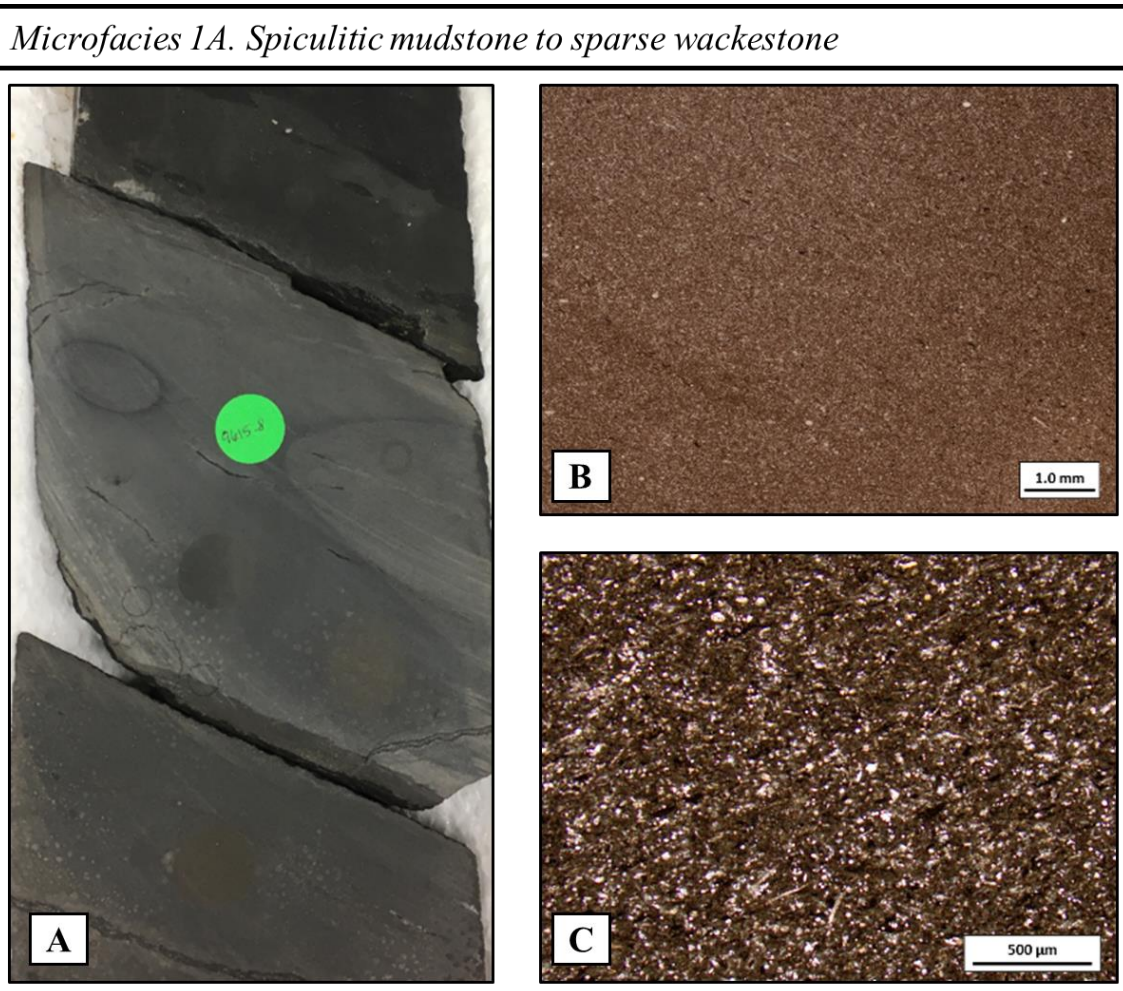 Microfacies 1A. Spiculitic mudstone to sparse wackestone
9615.8
A
B
1.0 mm
C
500 µm